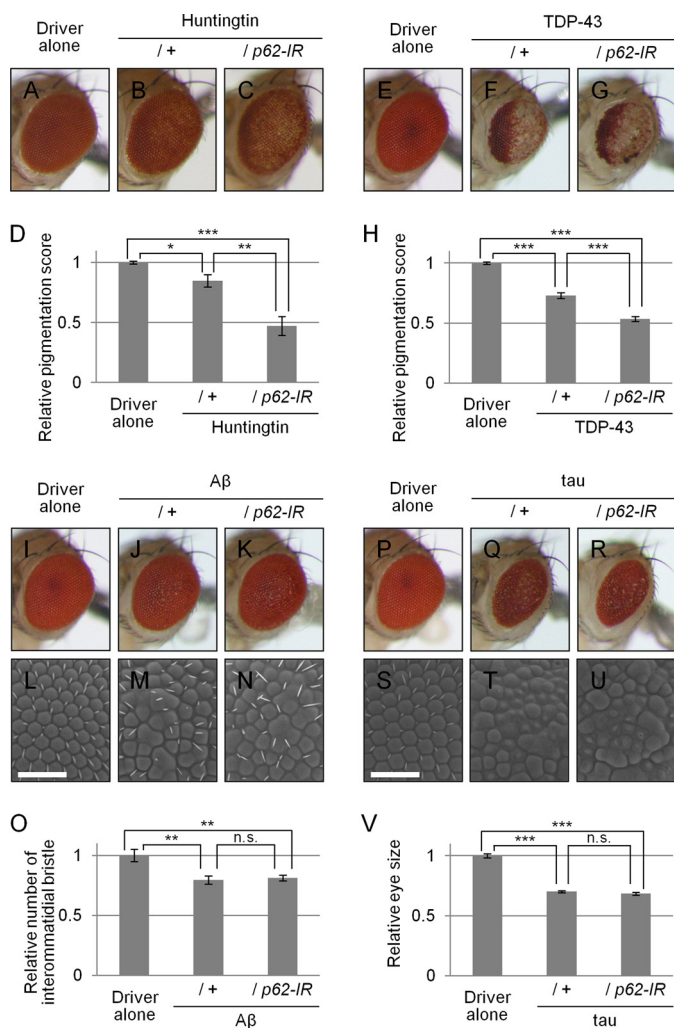 Driver alone
Huntingtin
/ +
/ p62-IR
A
B
C
Driver alone
TDP-43
/ +
/ p62-IR
E
F
G
D
Relative pigmentation score
1
0.5
0
***
*
**
Driver alone
/ +
/ p62-IR
Huntingtin
H
Relative pigmentation score
1
0.5
0
***
***
***
Driver alone
/ +
/ p62-IR
TDP-43
Driver alone
Aβ
/ +
/ p62-IR
I
J
K
L
M
N
Driver alone
tau
/ +
/ p62-IR
P
Q
R
S
T
U
O
Relative number of
interommatidial bristle
1
0.5
0
**
**
n.s.
Driver alone
/ +
/ p62-IR
Aβ
V
Relative eye size
1
0.5
0
***
***
n.s.
Driver alone
/ +
/ p62-IR
tau